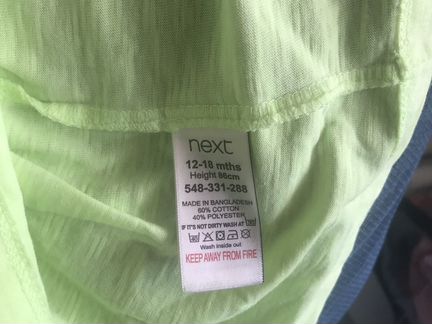 next
12-18 mths
Height 86cm
548-331-288
MADE IN BANGLADESH
60% COTTON
40% POLYESTER
IF IT'S NOT DIRTY WASH AT
Wash inside out
KEEP AWAY FROM FIRE